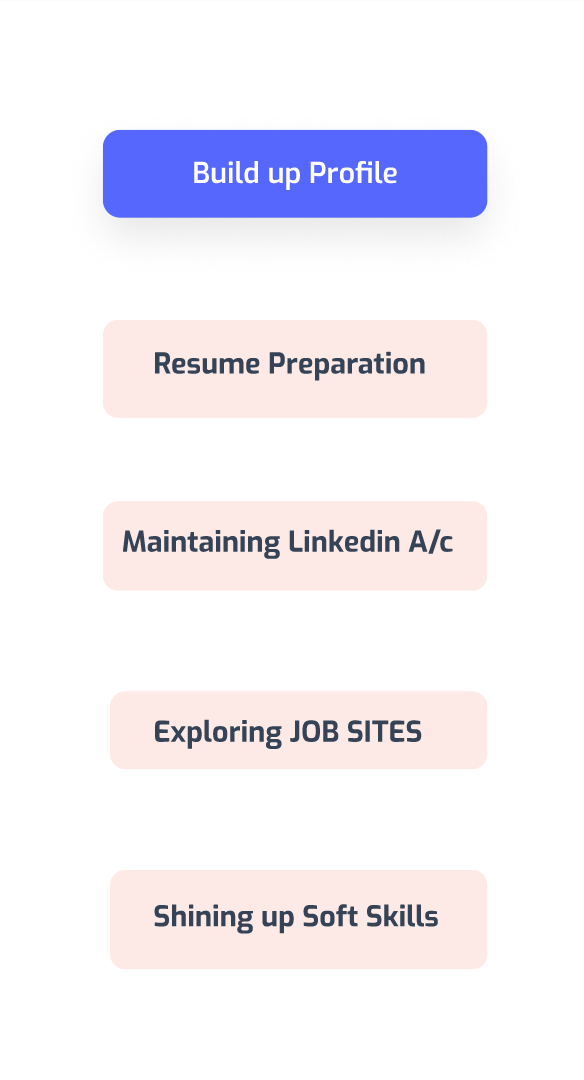 Build up Profile
Resume Preparation
Maintaining Linkedin A/c
Exploring JOB SITES
Shining up Soft Skills